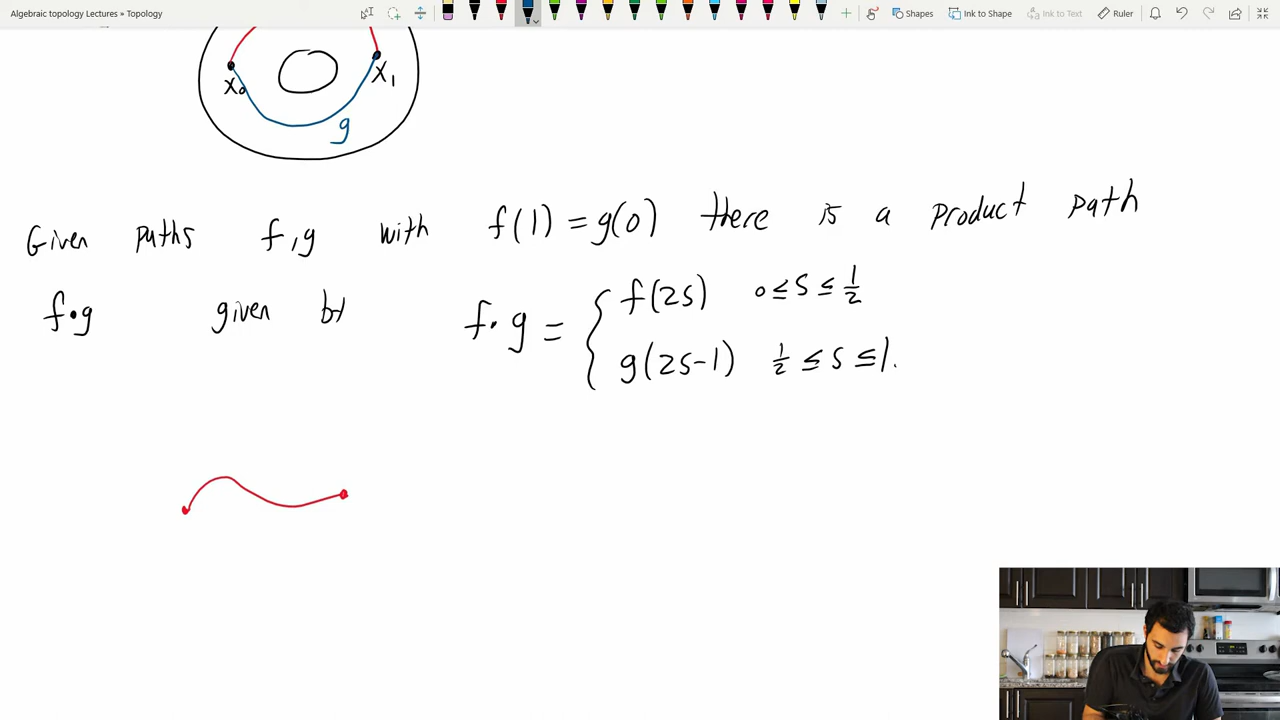 Algebraic topology Lectures – Topology
Shapes
Ink to Shape
Ink to Text
Ruler
x₀
x₁
g
Given paths f, g with f(1) = g(0) there is a product path
f•g given by f•g = { f(2s) 0 ≤ s ≤ 1/2
g(2s-1) 1/2 ≤ s ≤ 1.